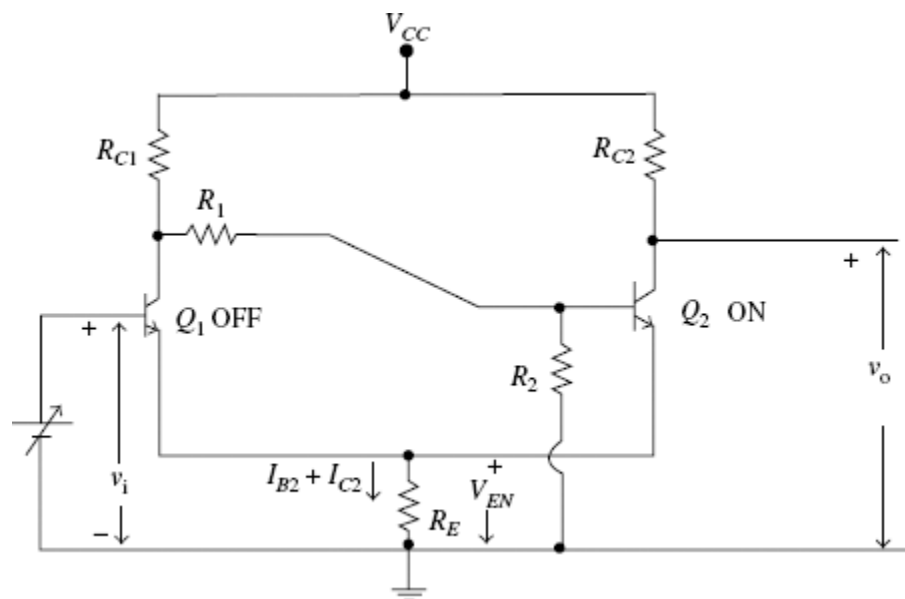 V_CC
R_C1
R_C2
R_1
+
Q_1 OFF
Q_2 ON
+
R_2
v_o
v_i
I_B2 + I_C2
+
V_EN
R_E
−